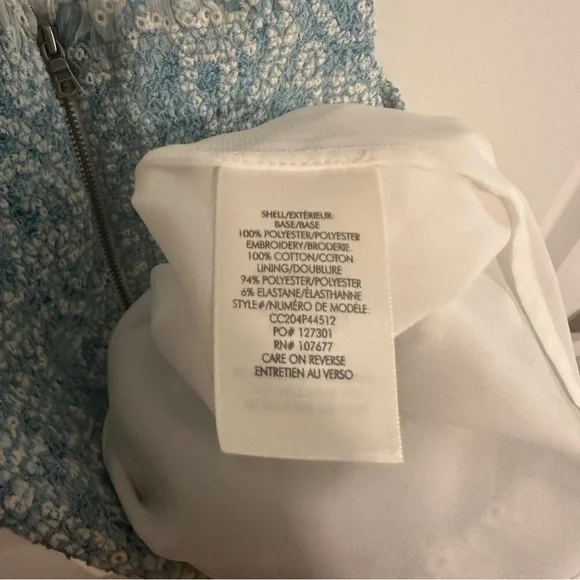 SHELL/EXTÉRIEUR:
BASE/BASE
100% POLYESTER/POLYESTER
EMBROIDERY/BRODERIE:
100% COTTON/COTON
LINING/DOUBLURE
94% POLYESTER/POLYESTER
6% ELASTANE/ÉLASTHANNE
STYLE#/NUMÉRO DE MODÈLE:
CC204P44512
PO# 127301
RN# 107677
CARE ON REVERSE
ENTRETIEN AU VERSO